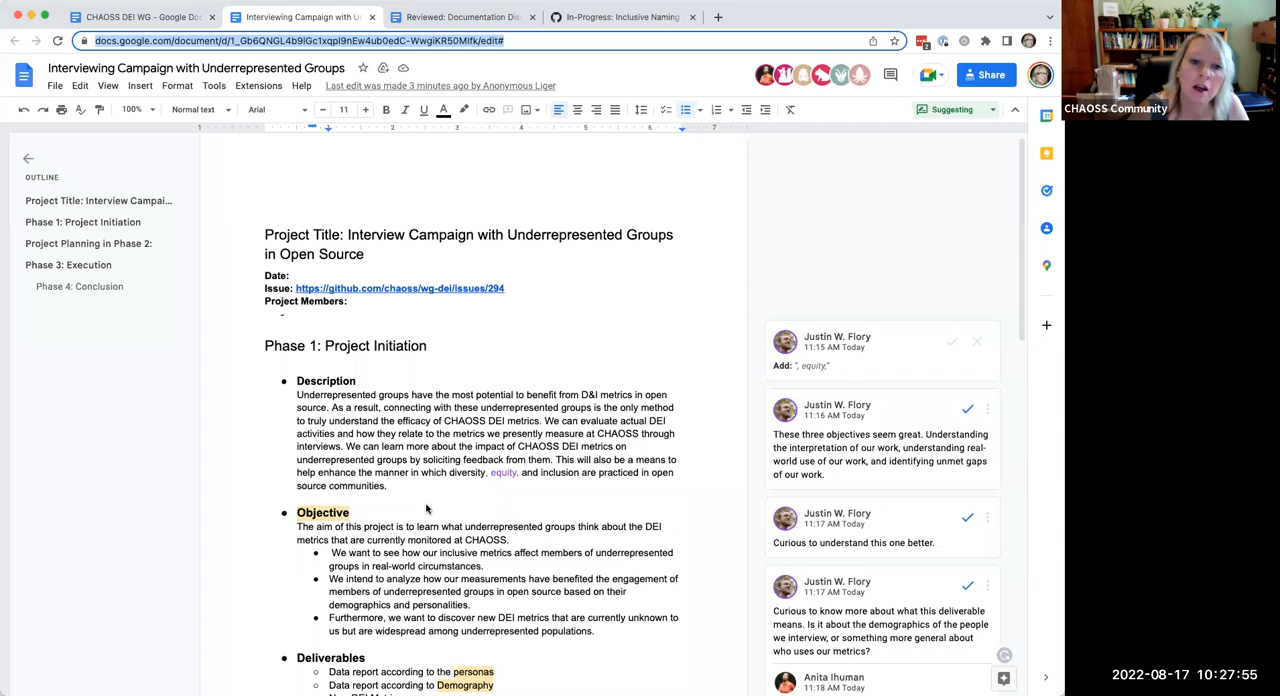 CHAOSS DEI WG - Google Doc
Interviewing Campaign with Un
Reviewed: Documentation Dis
In-Progress: Inclusive Naming
docs.google.com/document/d/1_Gb6QNGL4b9IGc1xqpI9nEw4ub0edC-WwgiKR50MIfk/edit#
2
Interviewing Campaign with Underrepresented Groups
File Edit View Insert Format Tools Extensions Help
Last edit was made 3 minutes ago by Anonymous Liger
Share
CHAOSS Community
100% Normal text Arial 11 B I U A Suggesting
1 1 2 3 4 5 6 7
OUTLINE
Project Title: Interview Campai...
Phase 1: Project Initiation
Project Planning in Phase 2:
Phase 3: Execution
Phase 4: Conclusion
Project Title: Interview Campaign with Underrepresented Groups
in Open Source
Date:
Issue: https://github.com/chaoss/wg-dei/issues/294
Project Members:
-
Phase 1: Project Initiation
● Description
Underrepresented groups have the most potential to benefit from D&I metrics in open
source. As a result, connecting with these underrepresented groups is the only method
to truly understand the efficacy of CHAOSS DEI metrics. We can evaluate actual DEI
activities and how they relate to the metrics we presently measure at CHAOSS through
interviews. We can learn more about the impact of CHAOSS DEI metrics on
underrepresented groups by soliciting feedback from them. This will also be a means to
help enhance the manner in which diversity, equity, and inclusion are practiced in open
source communities.
● Objective
The aim of this project is to learn what underrepresented groups think about the DEI
metrics that are currently monitored at CHAOSS.
● We want to see how our inclusive metrics affect members of underrepresented
groups in real-world circumstances.
● We intend to analyze how our measurements have benefited the engagement of
members of underrepresented groups in open source based on their
demographics and personalities.
● Furthermore, we want to discover new DEI metrics that are currently unknown to
us but are widespread among underrepresented populations.
● Deliverables
○ Data report according to the personas
○ Data report according to Demography
Justin W. Flory
11:15 AM Today
Add: ", equity,"
Justin W. Flory
11:16 AM Today
These three objectives seem great. Understanding
the interpretation of our work, understanding real-
world use of our work, and identifying unmet gaps
of our work.
Justin W. Flory
11:17 AM Today
Curious to understand this one better.
Justin W. Flory
11:17 AM Today
Curious to know more about what this deliverable
means. Is it about the demographics of the people
we interview, or something more general about
who uses our metrics?
Anita Ihuman
11:18 AM Today
2022-08-17 10:27:55